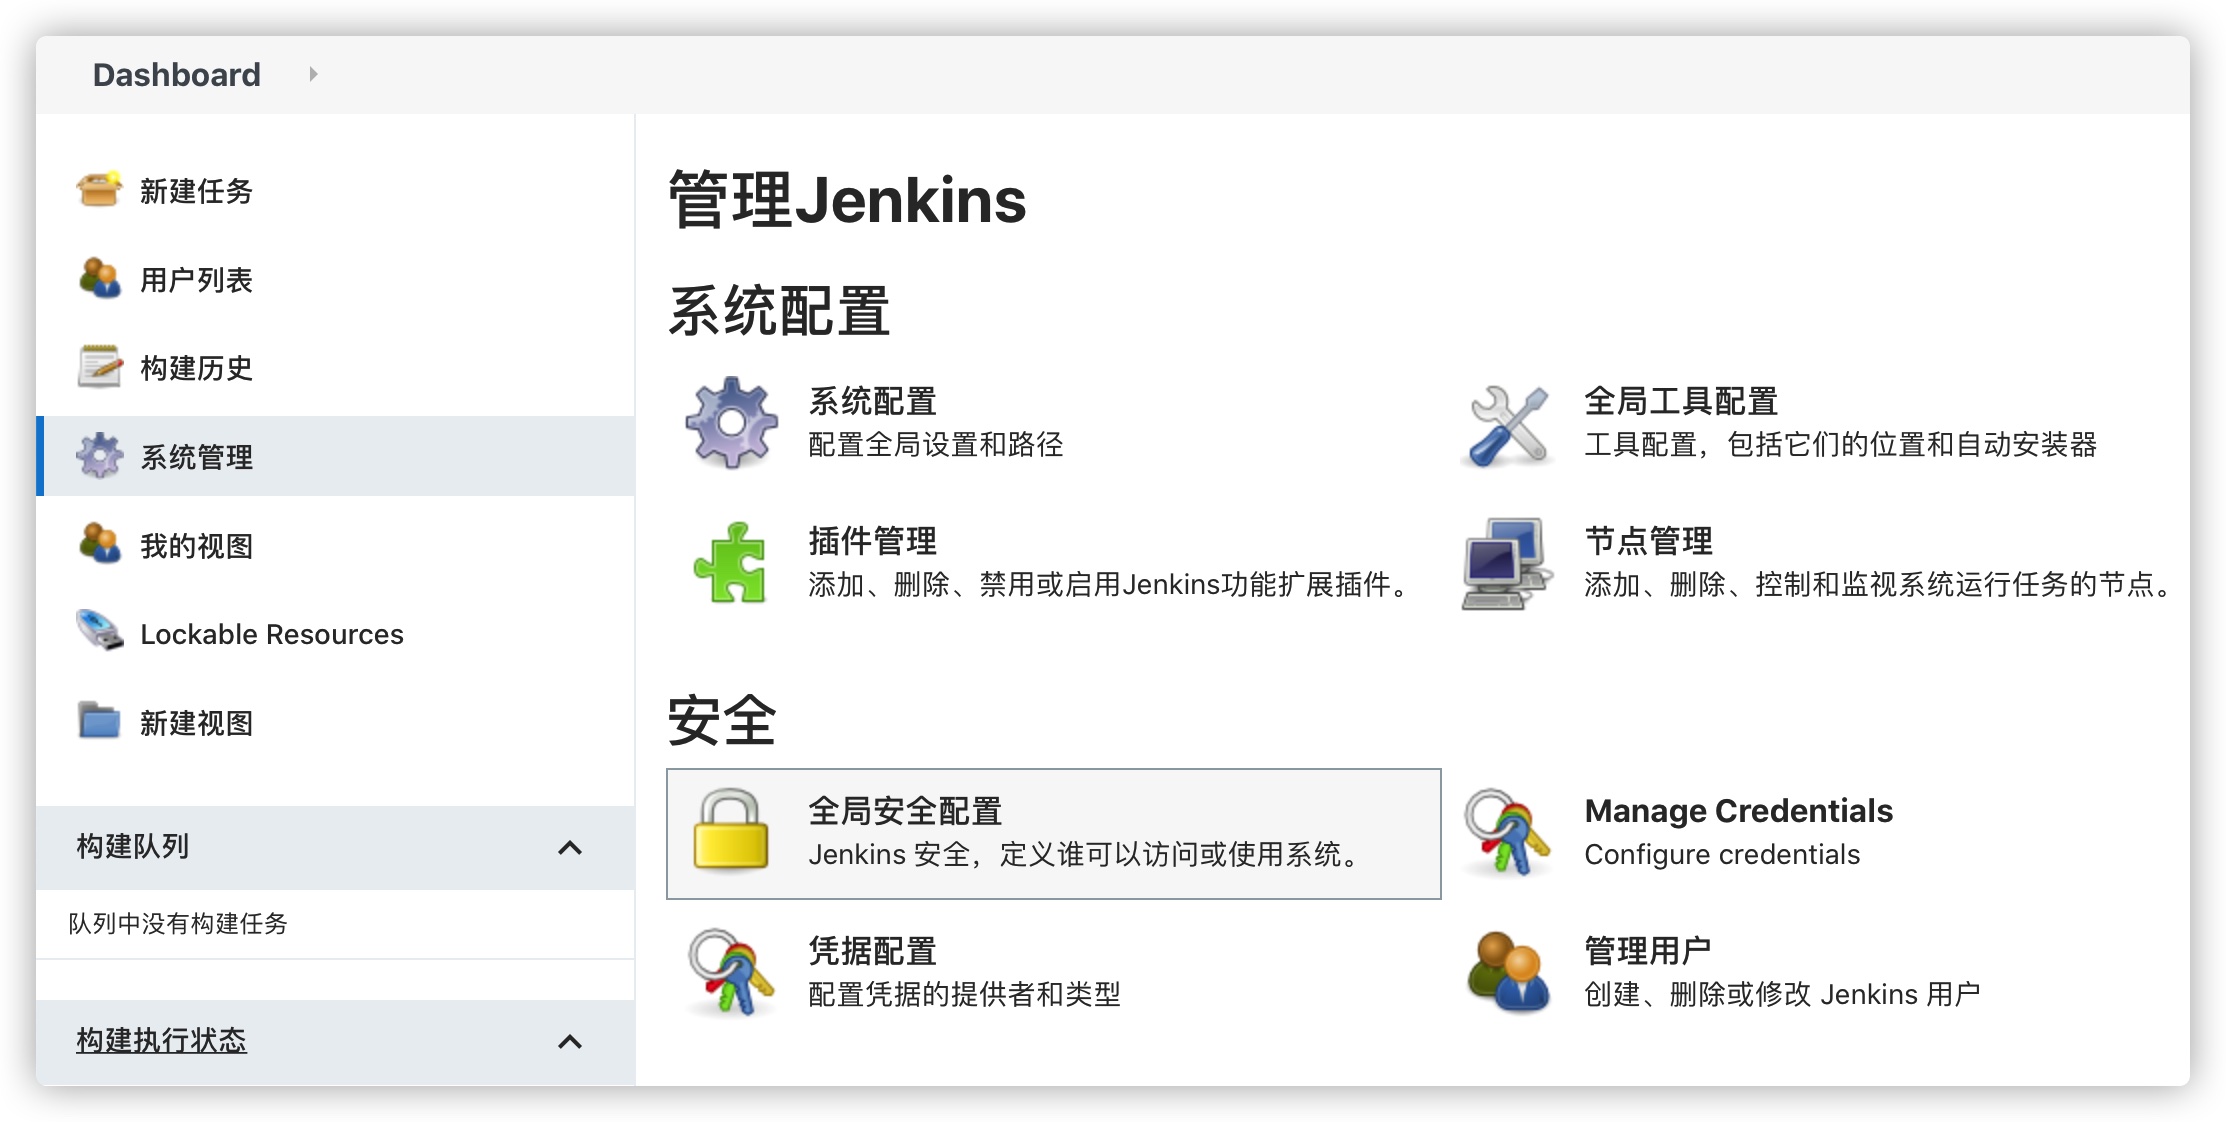 Dashboard
新建任务
用户列表
构建历史
系统管理
我的视图
Lockable Resources
新建视图
构建队列
队列中没有构建任务
构建执行状态
管理Jenkins
系统配置
系统配置
配置全局设置和路径
全局工具配置
工具配置，包括它们的位置和自动安装器
插件管理
添加、删除、禁用或启用Jenkins功能扩展插件。
节点管理
添加、删除、控制和监视系统运行任务的节点。
安全
全局安全配置
Jenkins 安全，定义谁可以访问或使用系统。
Manage Credentials
Configure credentials
凭据配置
配置凭据的提供者和类型
管理用户
创建、删除或修改 Jenkins 用户